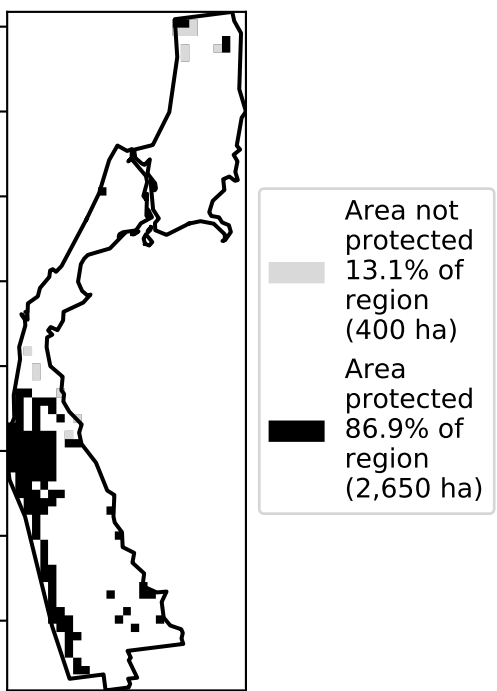 Area not
protected
13.1% of
region
(400 ha)
Area
protected
86.9% of
region
(2,650 ha)